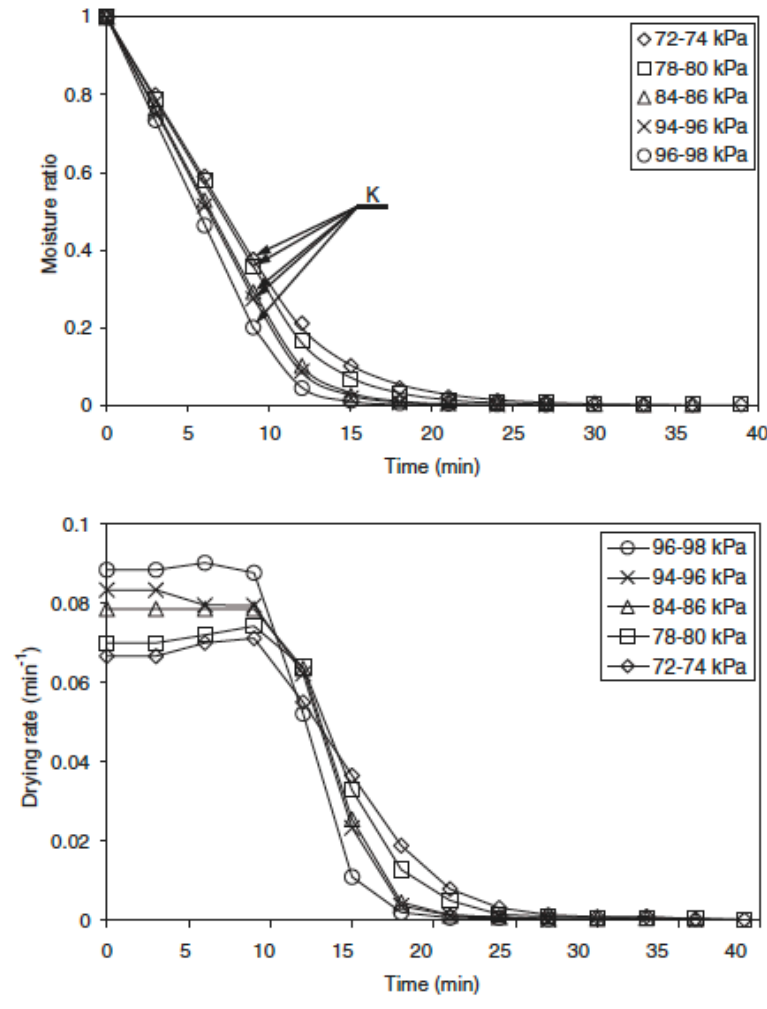 1
0.8
0.6
0.4
0.2
0
Moisture ratio
72-74 kPa
78-80 kPa
84-86 kPa
94-96 kPa
96-98 kPa
K
0 5 10 15 20 25 30 35 40
Time (min)
0.1
0.08
0.06
0.04
0.02
0
Drying rate (min⁻¹)
96-98 kPa
94-96 kPa
84-86 kPa
78-80 kPa
72-74 kPa
0 5 10 15 20 25 30 35 40
Time (min)